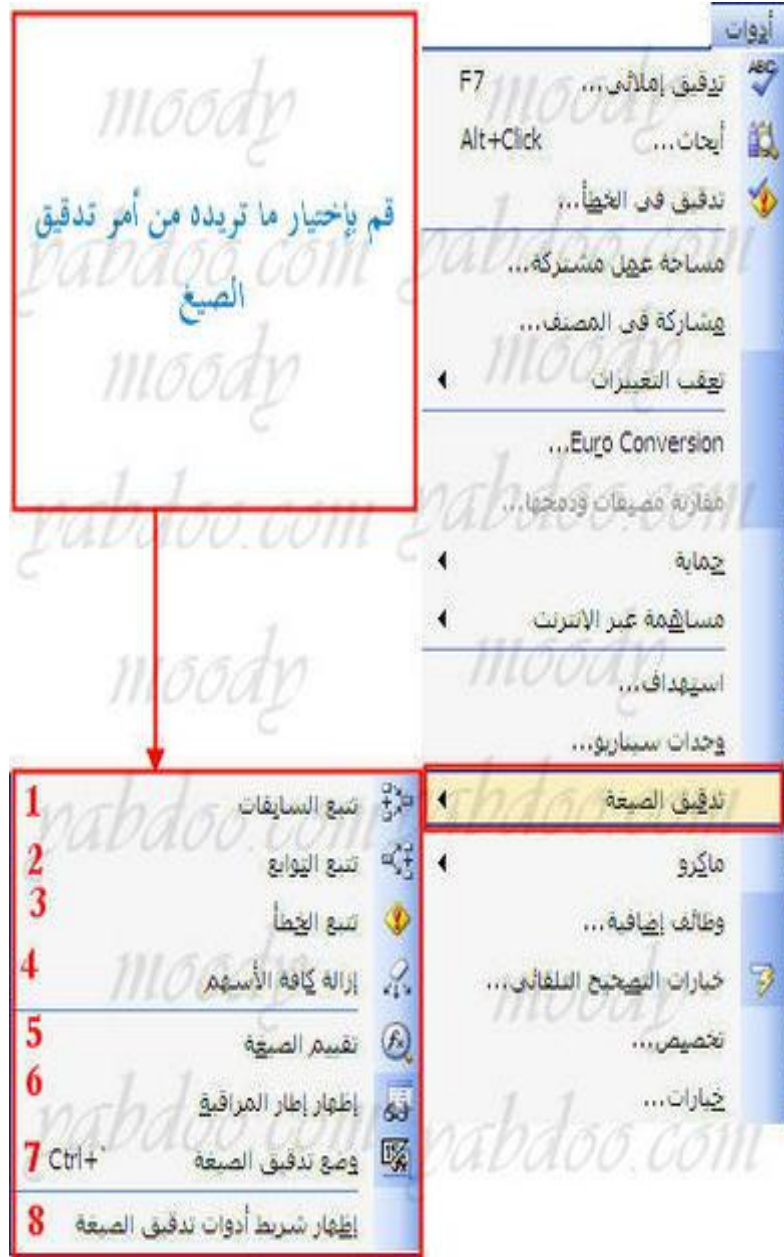 أدوات
تدقيق إملائي... F7
أبحاث... Alt+Click
تدقيق في الخطأ...
مساحة عمل مشتركة...
مشاركة في المصنف...
تعقب التغييرات
Euro Conversion...
مقارنة مصنفات ودمجها...
حماية
مساهمة عبر الإنترنت
استهداف...
وحدات سيناريو...
تدقيق الصيغة
ماكرو
وظائف إضافية...
خيارات التصحيح التلقائي...
تخصيص...
خيارات...
قم بإختيار ما تريده من أمر تدقيق
الصيغ
تتبع السابقات 1
تتبع التوابع 2
تتبع الخطأ 3
إزالة كافة الأسهم 4
تقييم الصيغة 5
إظهار إطار المراقبة 6
وضع تدقيق الصيغة Ctrl+` 7
إظهار شريط أدوات تدقيق الصيغة 8
moody
yabdoo.com